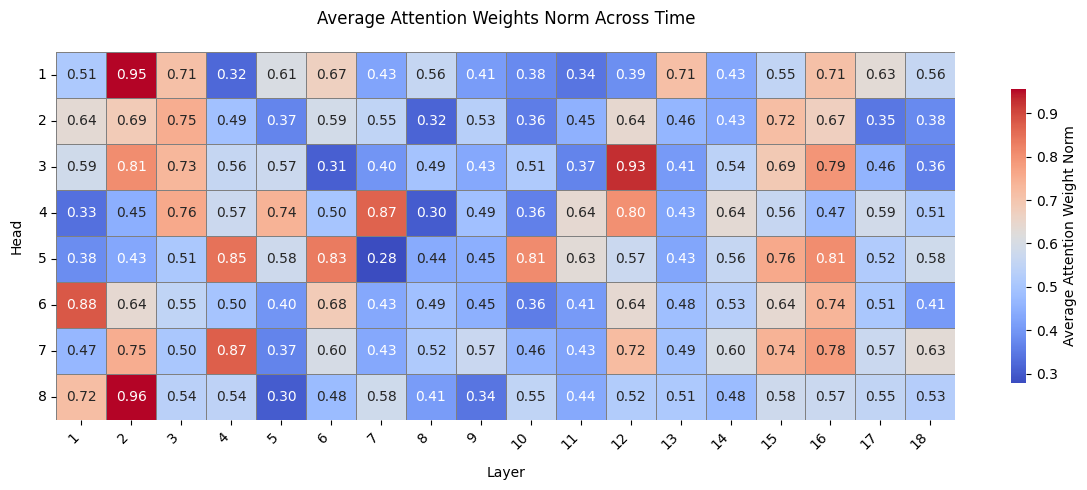 Average Attention Weights Norm Across Time
1 0.51 0.95 0.71 0.32 0.61 0.67 0.43 0.56 0.41 0.38 0.34 0.39 0.71 0.43 0.55 0.71 0.63 0.56
2 0.64 0.69 0.75 0.49 0.37 0.59 0.55 0.32 0.53 0.36 0.45 0.64 0.46 0.43 0.72 0.67 0.35 0.38
3 0.59 0.81 0.73 0.56 0.57 0.31 0.40 0.49 0.43 0.51 0.37 0.93 0.41 0.54 0.69 0.79 0.46 0.36
4 0.33 0.45 0.76 0.57 0.74 0.50 0.87 0.30 0.49 0.36 0.64 0.80 0.43 0.64 0.56 0.47 0.59 0.51
5 0.38 0.43 0.51 0.85 0.58 0.83 0.28 0.44 0.45 0.81 0.63 0.57 0.43 0.56 0.76 0.81 0.52 0.58
6 0.88 0.64 0.55 0.50 0.40 0.68 0.43 0.49 0.45 0.36 0.41 0.64 0.48 0.53 0.64 0.74 0.51 0.41
7 0.47 0.75 0.50 0.87 0.37 0.60 0.43 0.52 0.57 0.46 0.43 0.72 0.49 0.60 0.74 0.78 0.57 0.63
8 0.72 0.96 0.54 0.54 0.30 0.48 0.58 0.41 0.34 0.55 0.44 0.52 0.51 0.48 0.58 0.57 0.55 0.53
Head
1 2 3 4 5 6 7 8 9 10 11 12 13 14 15 16 17 18
Layer
0.9
0.8
0.7
0.6
0.5
0.4
0.3
Average Attention Weight Norm